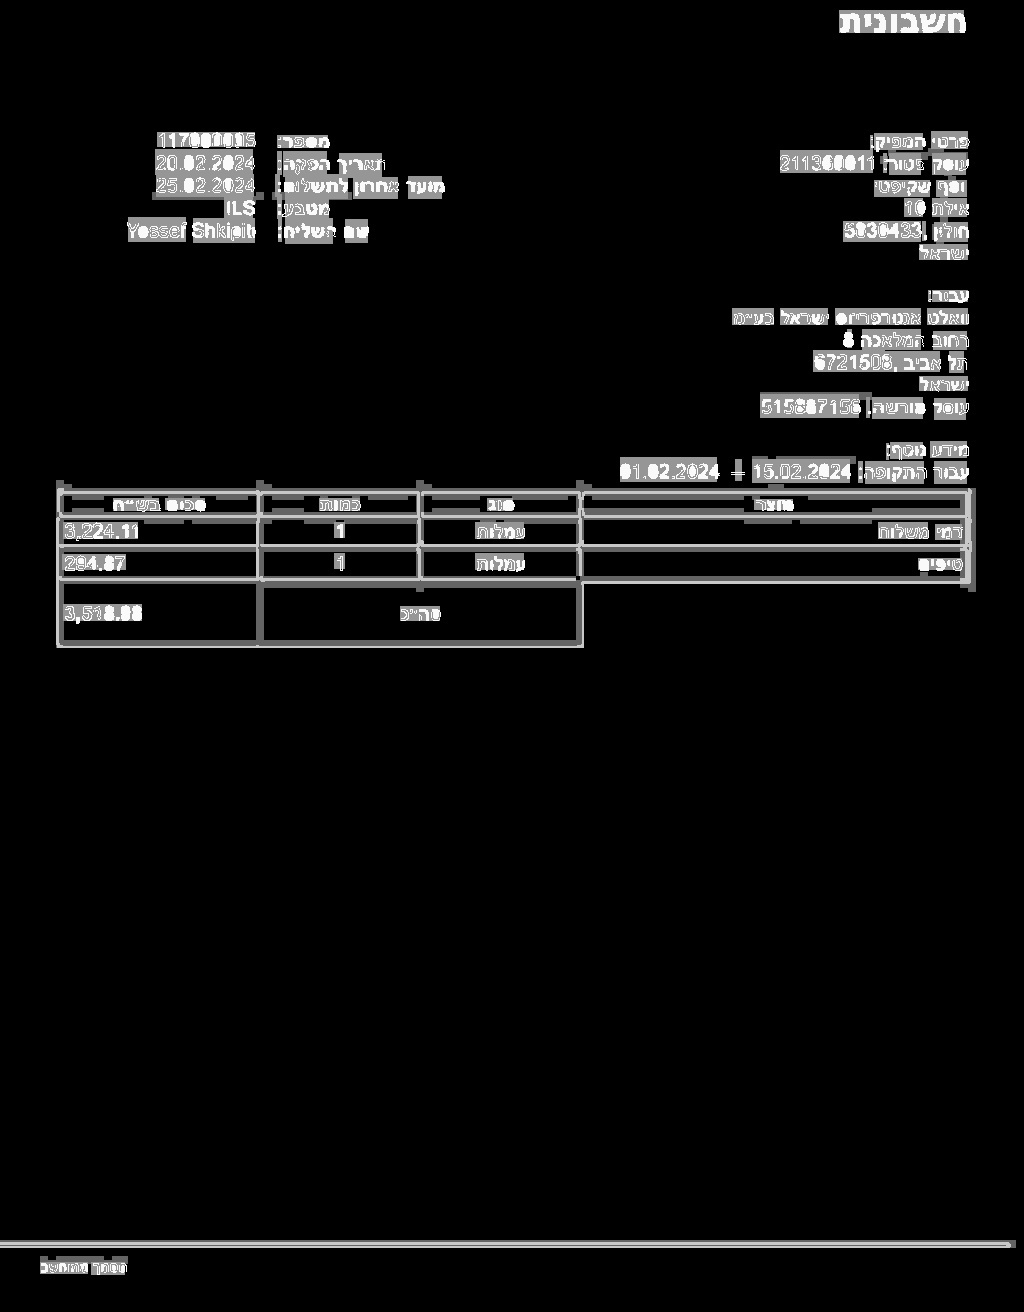 חשבונית
פרטי המפיק:
עוסק פטור: 211360011
יוסף שקיפטי
אילת 10
חולון ,5830433
ישראל
מספר:
תאריך הפקה: 20.02.2024
מועד אחרון לתשלום: 25.02.2024
מטבע: ILS
שם השליח: Yossef
עבור:
וואלט אנטרפרייזס ישראל בע״מ
רחוב המלאכה 8
תל אביב ,6721508
ישראל
עוסק מורשה: 515887156
מידע נוסף:
עבור התקופה: 01.02.2024 – 15.02.2024
מוצר סוג כמות סכום בש״ח
דמי משלוח עמלות 1 3,224.11
טיפים עמלות 1 294.87
סה״כ 3,518.98
מסמך ממוחשב